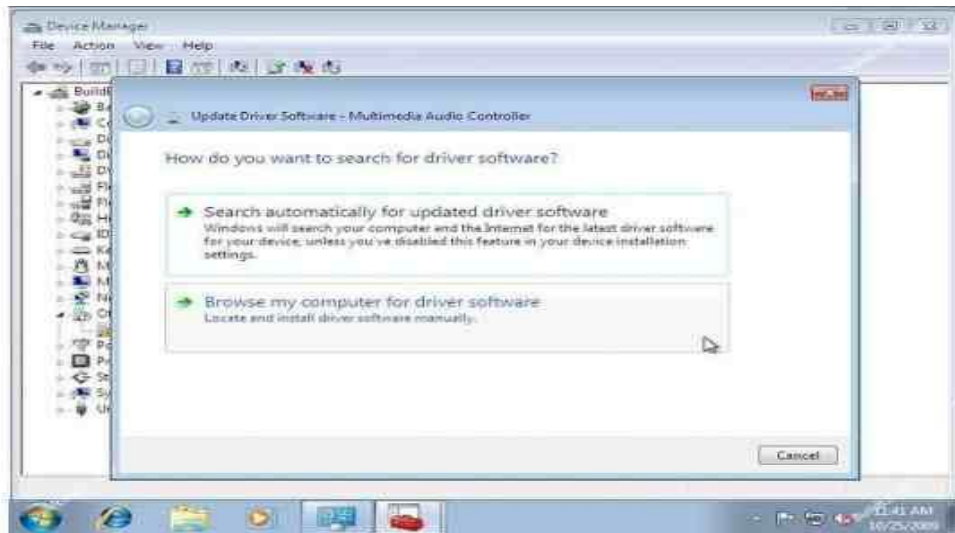 Device Manager
File Action View Help
Update Driver Software - Multimedia Audio Controller
How do you want to search for driver software?
Search automatically for updated driver software
Windows will search your computer and the Internet for the latest driver software
for your device, unless you've disabled this feature in your device installation
settings.
Browse my computer for driver software
Locate and install driver software manually.
Cancel
11:41 AM
10/25/2009